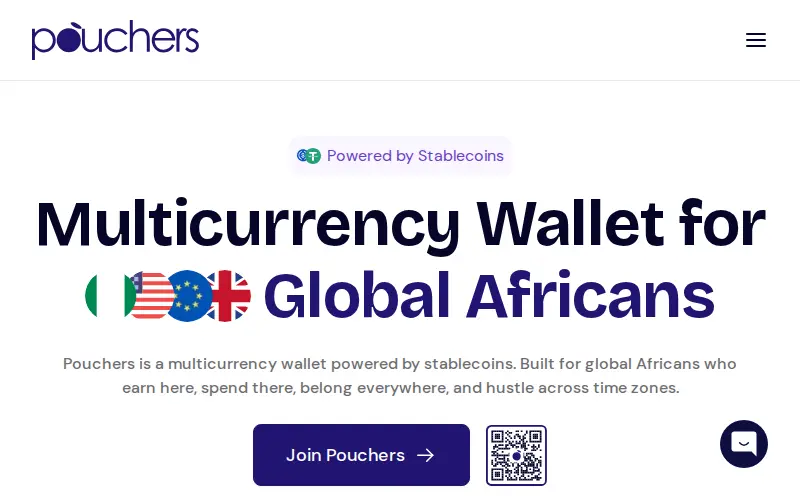 pouchers
Powered by Stablecoins
Multicurrency Wallet for
Global Africans
Pouchers is a multicurrency wallet powered by stablecoins. Built for global Africans who
earn here, spend there, belong everywhere, and hustle across time zones.
Join Pouchers